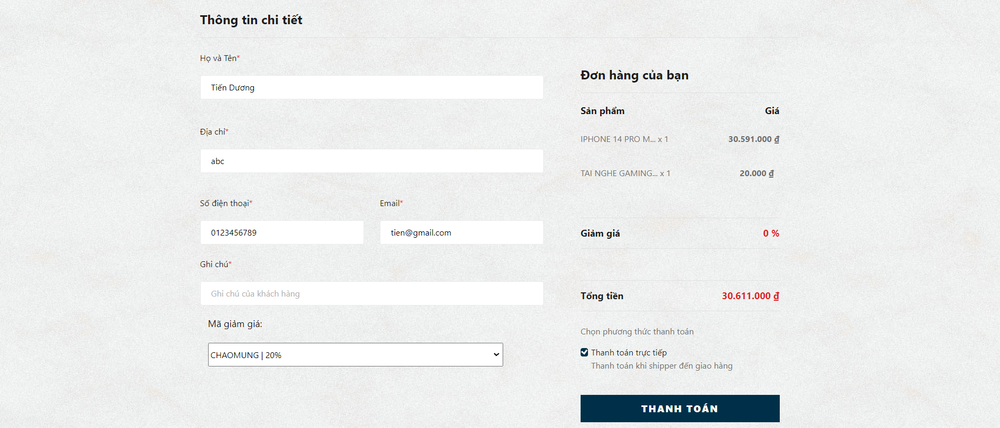 Thông tin chi tiết
Họ và Tên*
Tiến Dương
Địa chỉ*
abc
Số điện thoại*
Email*
0123456789
tien@gmail.com
Ghi chú*
Ghi chú của khách hàng
Mã giảm giá:
CHAOMUNG | 20%
Đơn hàng của bạn
Sản phẩm Giá
IPHONE 14 PRO M... x 1 30.591.000 ₫
TAI NGHE GAMING... x 1 20.000 ₫
Giảm giá 0 %
Tổng tiền 30.611.000 ₫
Chọn phương thức thanh toán
Thanh toán trực tiếp
Thanh toán khi shipper đến giao hàng
THANH TOÁN